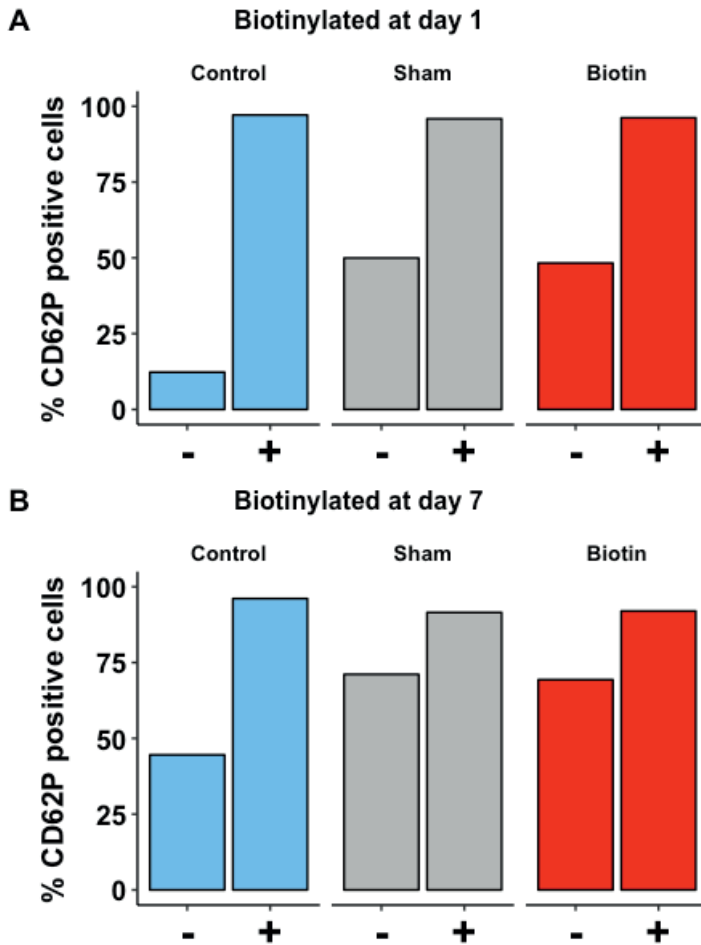 A
Biotinylated at day 1
Control Sham Biotin
% CD62P positive cells
100
75
50
25
0
- + - + - +
B
Biotinylated at day 7
Control Sham Biotin
% CD62P positive cells
100
75
50
25
0
- + - + - +